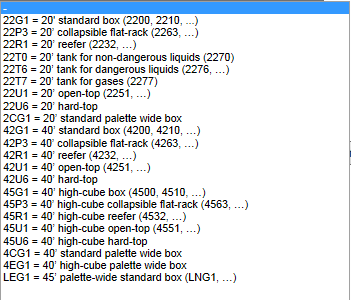 -
22G1 = 20' standard box (2200, 2210, ...)
22P3 = 20' collapsible flat-rack (2263, ...)
22R1 = 20' reefer (2232, ...)
22T0 = 20' tank for non-dangerous liquids (2270)
22T6 = 20' tank for dangerous liquids (2276, ...)
22T7 = 20' tank for gases (2277)
22U1 = 20' open-top (2251, ...)
22U6 = 20' hard-top
2CG1 = 20' standard palette wide box
42G1 = 40' standard box (4200, 4210, ...)
42P3 = 40' collapsible flat-rack (4263, ...)
42R1 = 40' reefer (4232, ...)
42U1 = 40' open-top (4251, ...)
42U6 = 40' hard-top
45G1 = 40' high-cube box (4500, 4510, ...)
45P3 = 40' high-cube collapsible flat-rack (4563, ...)
45R1 = 40' high-cube reefer (4532, ...)
45U1 = 40' high-cube open-top (4551, ...)
45U6 = 40' high-cube hard-top
4CG1 = 40' standard palette wide box
4EG1 = 40' high-cube palette wide box
LEG1 = 45' palette-wide standard box (LNG1, ...)